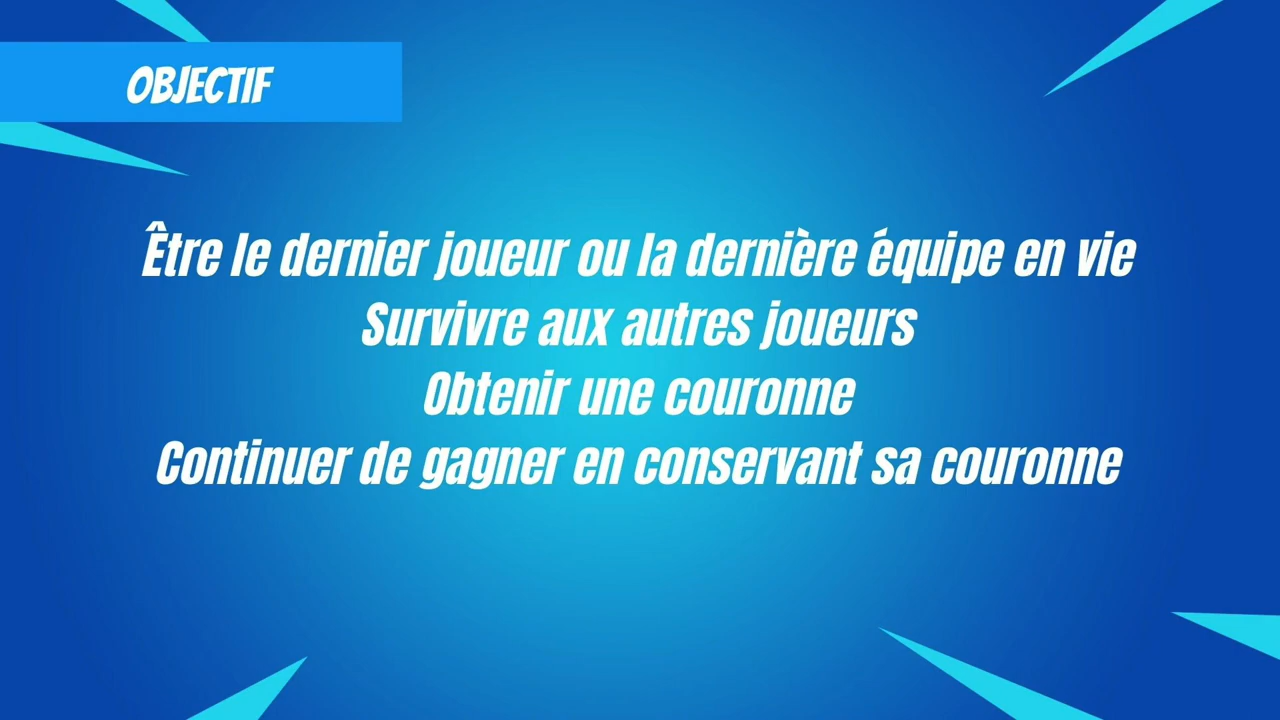 OBJECTIF
Être le dernier joueur ou la dernière équipe en vie
Survivre aux autres joueurs
Obtenir une couronne
Continuer de gagner en conservant sa couronne